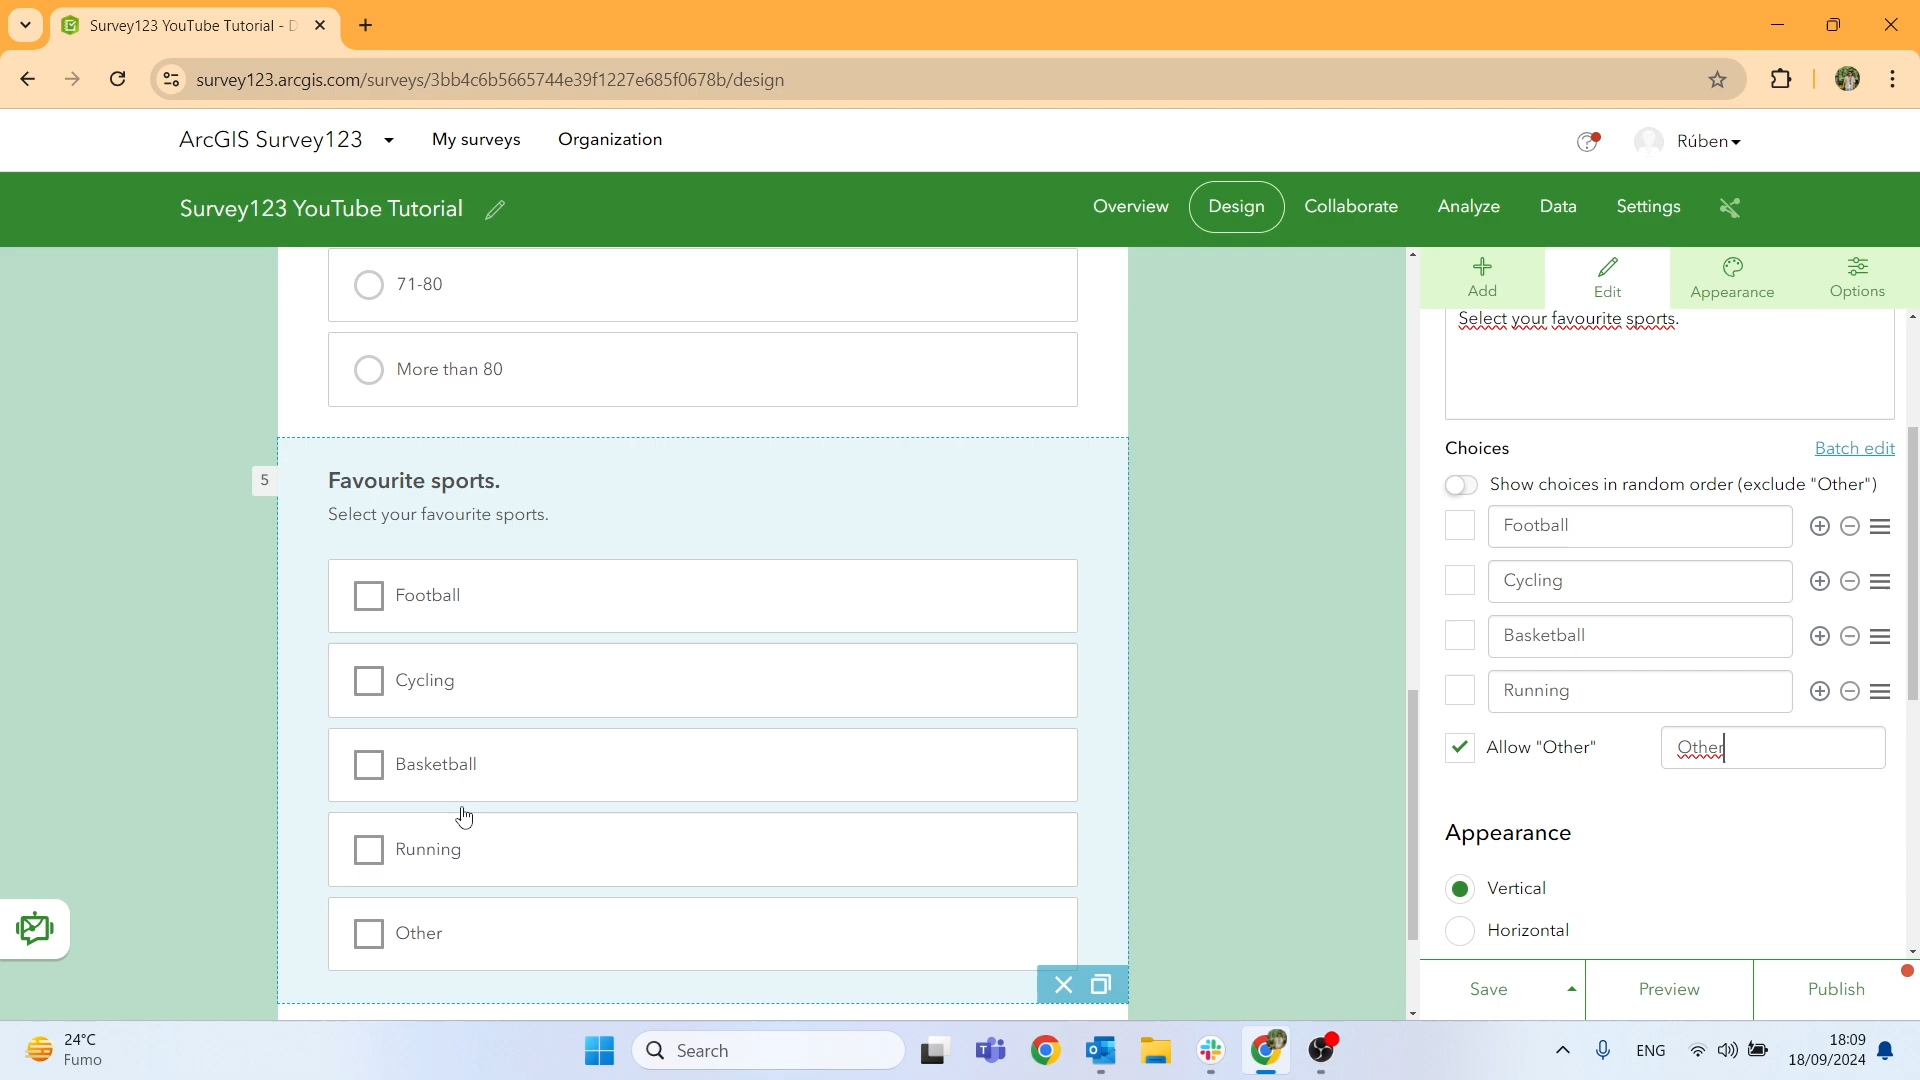 Survey123 YouTube Tutorial - D
survey123.arcgis.com/surveys/3bb4c6b5665744e39f1227e685f0678b/design
ArcGIS Survey123
My surveys
Organization
Rúben
Survey123 YouTube Tutorial
Overview
Design
Collaborate
Analyze
Data
Settings
71-80
More than 80
5
Favourite sports.
Select your favourite sports.
Football
Cycling
Basketball
Running
Other
Add
Edit
Appearance
Options
Select your favourite sports.
Choices
Batch edit
Show choices in random order (exclude "Other")
Football
Cycling
Basketball
Running
Allow "Other"
Other
Appearance
Vertical
Horizontal
Save
Preview
Publish
24°C
Fumo
Search
ENG
18:09
18/09/2024